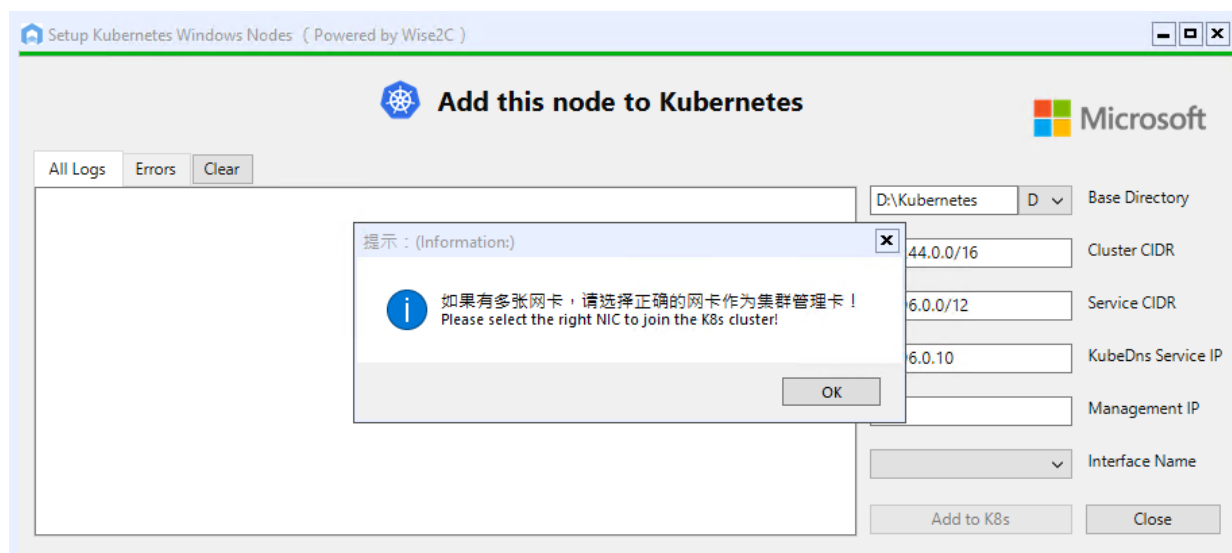 Setup Kubernetes Windows Nodes （ Powered by Wise2C ）
Add this node to Kubernetes
Microsoft
All Logs Errors Clear
D:\Kubernetes D Base Directory
提示：(Information:)
44.0.0/16 Cluster CIDR
如果有多张网卡，请选择正确的网卡作为集群管理卡！
Please select the right NIC to join the K8s cluster!
6.0.0/12 Service CIDR
6.0.10 KubeDns Service IP
OK
Management IP
Interface Name
Add to K8s Close